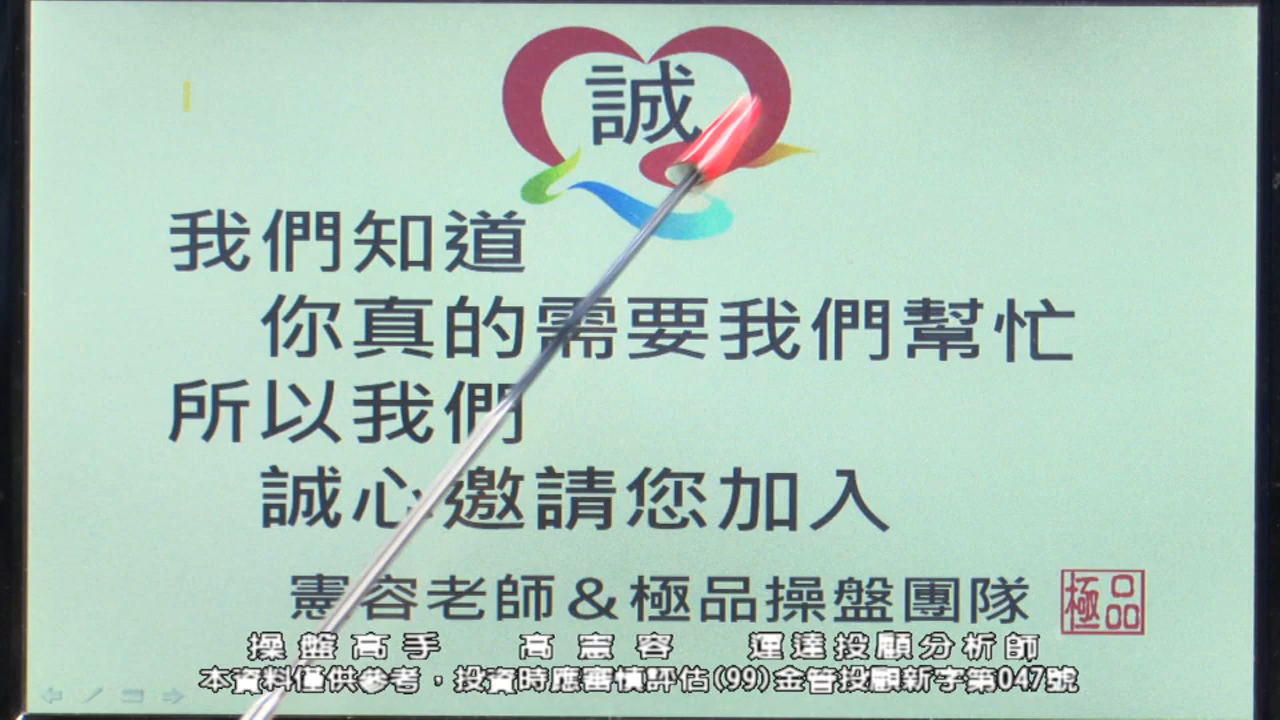 誠
我們知道
你真的需要我們幫忙
所以我們
誠心邀請您加入
憲容老師&極品操盤團隊 極品
操盤高手 高憲容 運達投顧分析師
本資料僅供參考，投資時應審慎評估(99)金管投顧新字第047號